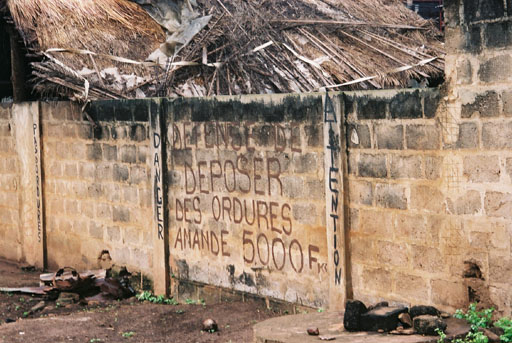 DANGER
DEFENSE DE
DEPOSER
DES ORDURES
AMANDE 5000 F
ATTENTION